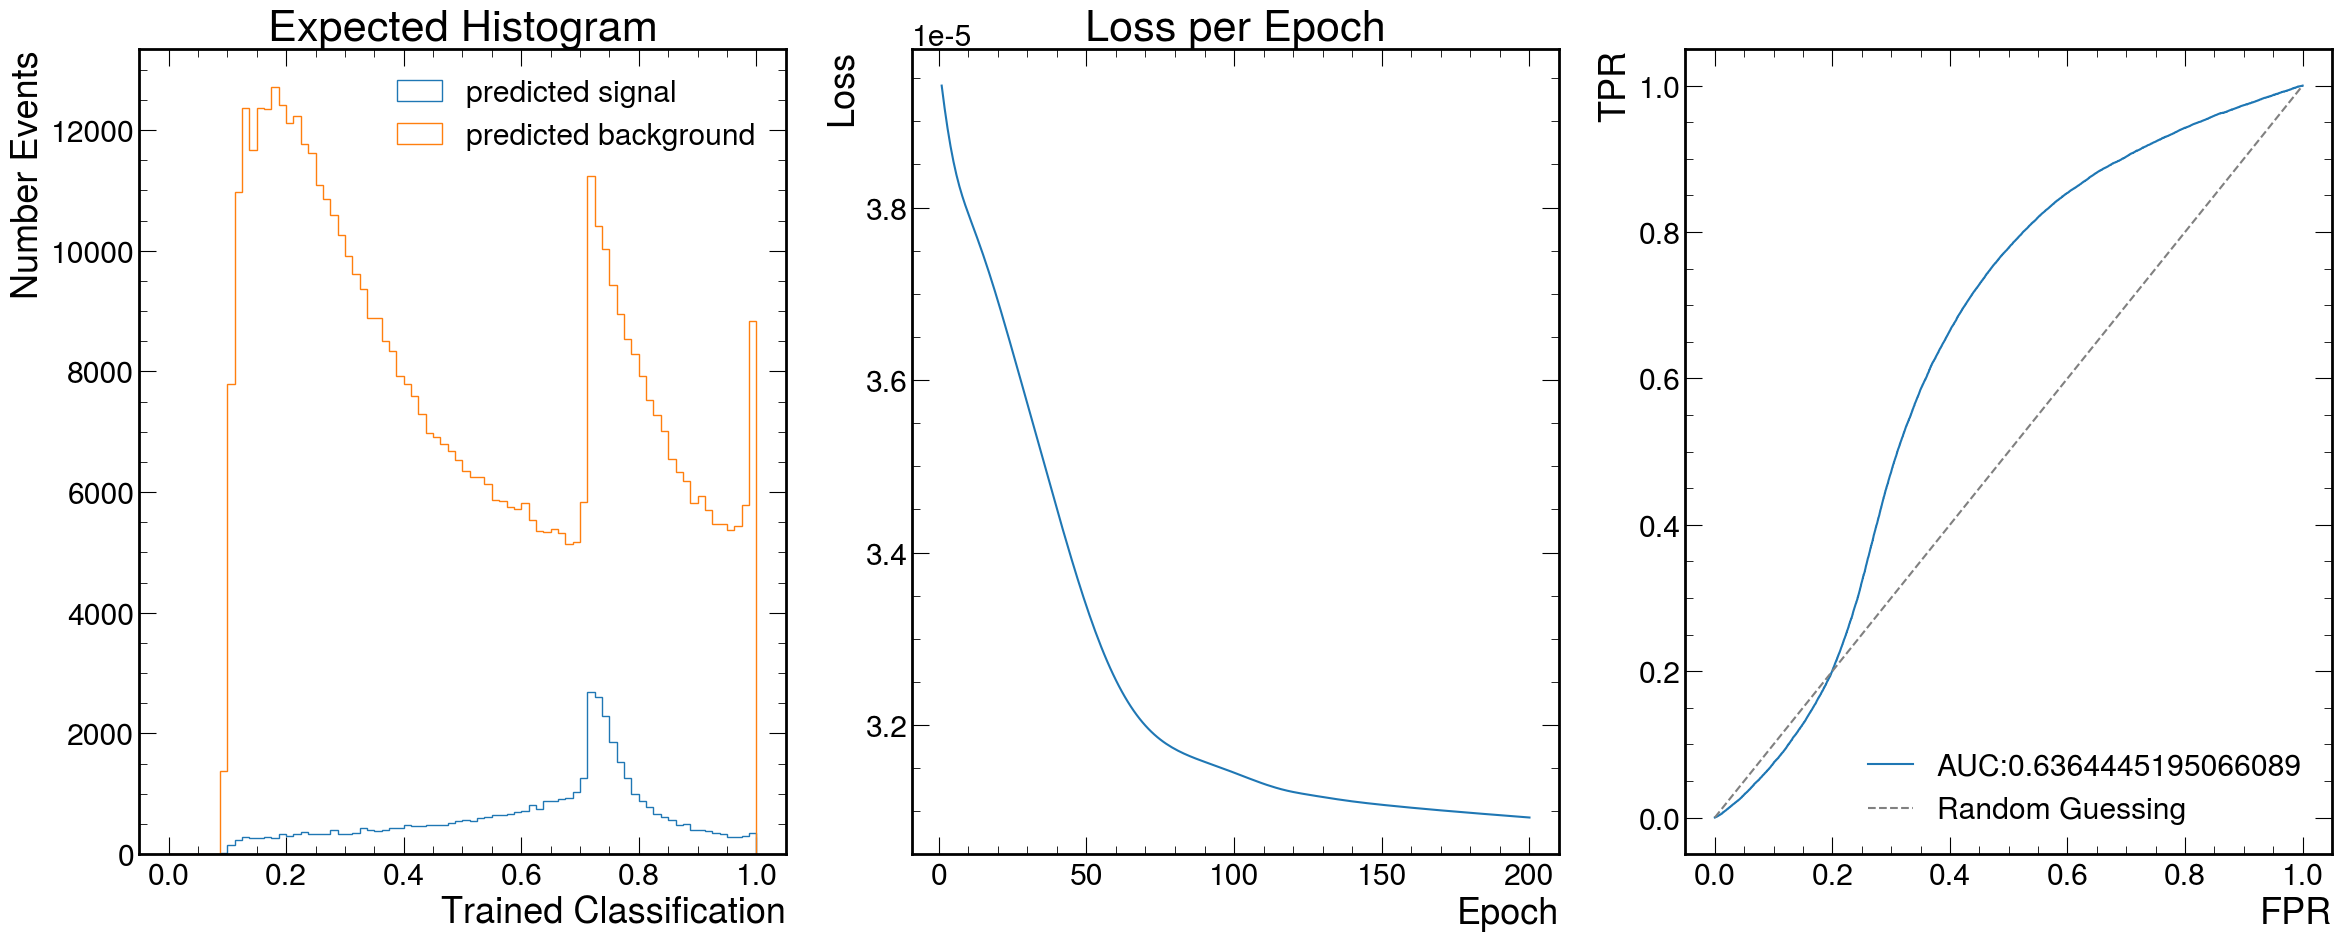 Expected Histogram
Number Events
predicted signal
predicted background
12000
10000
8000
6000
4000
2000
0
0.0 0.2 0.4 0.6 0.8 1.0
Trained Classification
Loss per Epoch
1e-5
Loss
3.8
3.6
3.4
3.2
0 50 100 150 200
Epoch
TPR
1.0
0.8
0.6
0.4
0.2
0.0
AUC:0.6364445195066089
Random Guessing
0.0 0.2 0.4 0.6 0.8 1.0
FPR